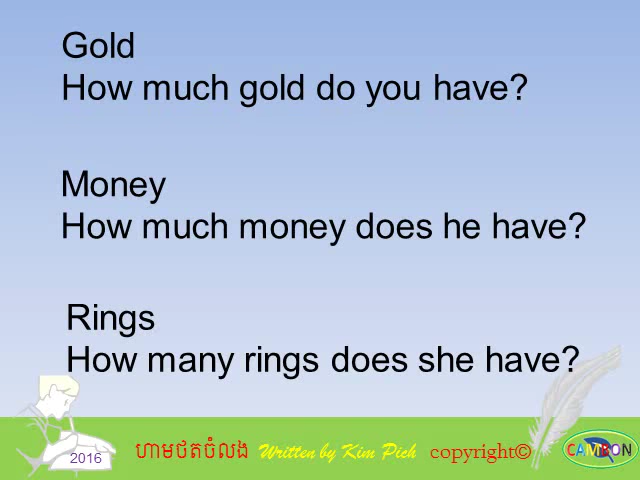 Gold
How much gold do you have?
Money
How much money does he have?
Rings
How many rings does she have?
2016 ហាមថតចំលង Written by Kim Pich copyright© CAMBON